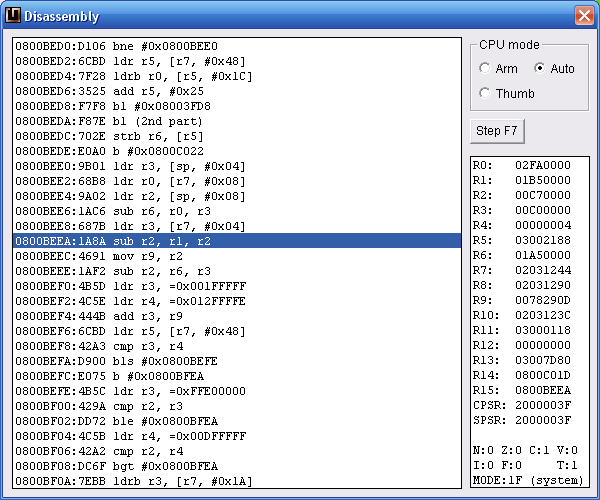 Disassembly
0800BED0:D106 bne #0x0800BEE0
0800BED2:6CBD ldr r5, [r7, #0x48]
0800BED4:7F28 ldrb r0, [r5, #0x1C]
0800BED6:3525 add r5, #0x25
0800BED8:F7F8 bl #0x08003FD8
0800BEDA:F87E bl (2nd part)
0800BEDC:702E strb r6, [r5]
0800BEDE:E0A0 b #0x0800C022
0800BEE0:9B01 ldr r3, [sp, #0x04]
0800BEE2:68B8 ldr r0, [r7, #0x08]
0800BEE4:9A02 ldr r2, [sp, #0x08]
0800BEE6:1AC6 sub r6, r0, r3
0800BEE8:687B ldr r3, [r7, #0x04]
0800BEEA:1A8A sub r2, r1, r2
0800BEEC:4691 mov r9, r2
0800BEEE:1AF2 sub r2, r6, r3
0800BEF0:4B5D ldr r3, =0x001FFFFF
0800BEF2:4C5E ldr r4, =0x012FFFFE
0800BEF4:444B add r3, r9
0800BEF6:6CBD ldr r5, [r7, #0x48]
0800BEF8:42A3 cmp r3, r4
0800BEFA:D900 bls #0x0800BEFE
0800BEFC:E075 b #0x0800BFEA
0800BEFE:4B5C ldr r3, =0xFFE00000
0800BF00:429A cmp r2, r3
0800BF02:DD72 ble #0x0800BFEA
0800BF04:4C5B ldr r4, =0x00DFFFFF
0800BF06:42A2 cmp r2, r4
0800BF08:DC6F bgt #0x0800BFEA
0800BF0A:7EBB ldrb r3, [r7, #0x1A]
CPU mode
Arm Auto
Thumb
Step F7
R0: 02FA0000
R1: 01B50000
R2: 00C70000
R3: 00C00000
R4: 00000004
R5: 03002188
R6: 01A50000
R7: 02031244
R8: 02031290
R9: 0078290D
R10: 0203123C
R11: 03000118
R12: 00000000
R13: 03007D80
R14: 0800C01D
R15: 0800BEEA
CPSR: 2000003F
SPSR: 2000003F
N:0 Z:0 C:1 V:0
I:0 F:0 T:1
MODE:1F (system)